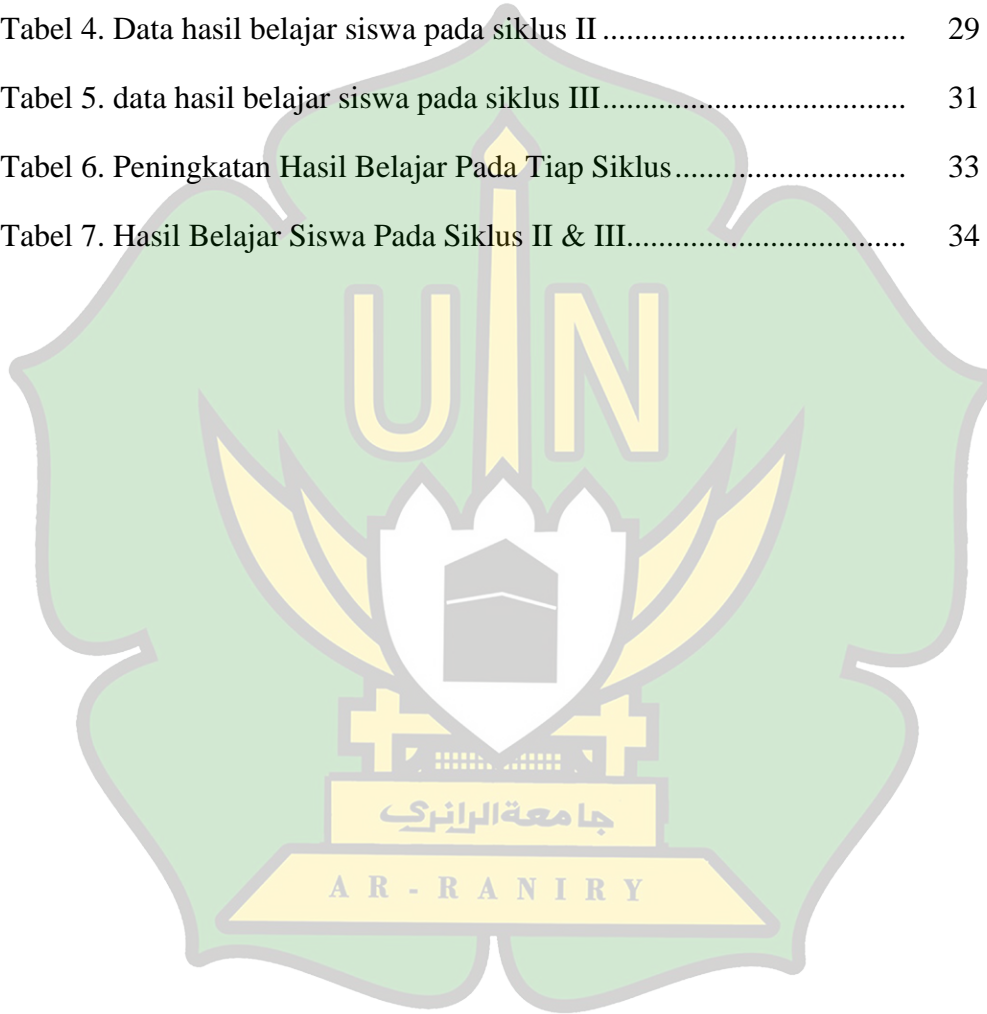 Tabel 4. Data hasil belajar siswa pada siklus II .................................. 29
Tabel 5. data hasil belajar siswa pada siklus III.................................. 31
Tabel 6. Peningkatan Hasil Belajar Pada Tiap Siklus.......................... 33
Tabel 7. Hasil Belajar Siswa Pada Siklus II & III............................... 34
UIN
جامعةالرانري
AR-RANIRY